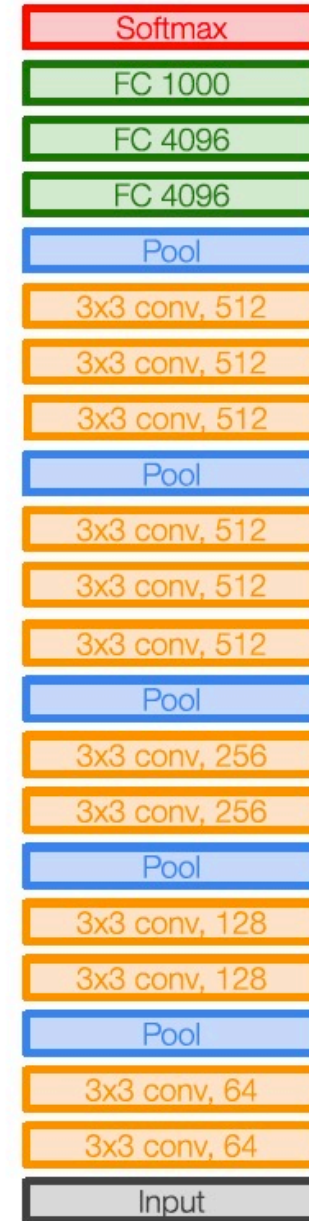 Softmax
FC 1000
FC 4096
FC 4096
Pool
3x3 conv, 512
3x3 conv, 512
3x3 conv, 512
Pool
3x3 conv, 512
3x3 conv, 512
3x3 conv, 512
Pool
3x3 conv, 256
3x3 conv, 256
Pool
3x3 conv, 128
3x3 conv, 128
Pool
3x3 conv, 64
3x3 conv, 64
Input